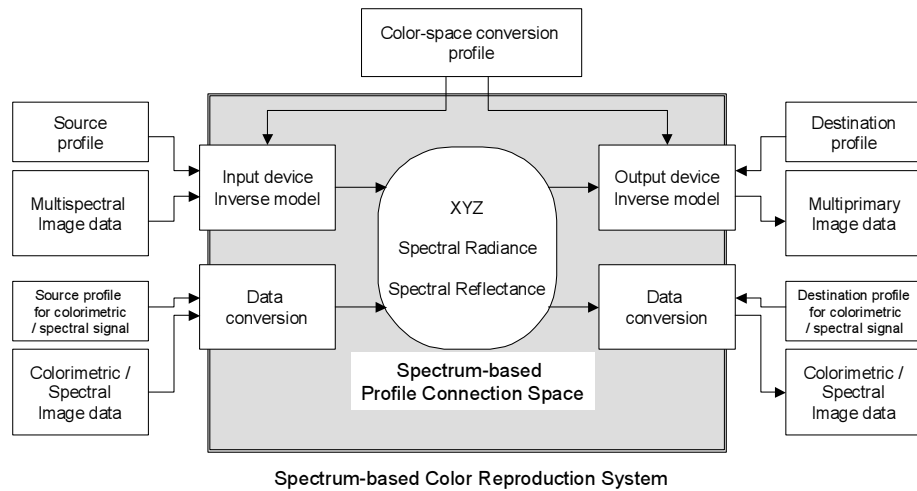 Color-space conversion
profile
Source
profile
Multispectral
Image data
Source profile
for colorimetric
/ spectral signal
Colorimetric /
Spectral
Image data
Input device
Inverse model
Data
conversion
XYZ
Spectral Radiance
Spectral Reflectance
Spectrum-based
Profile Connection Space
Output device
Inverse model
Data
conversion
Destination
profile
Multiprimary
Image data
Destination profile
for colorimetric
/ spectral signal
Colorimetric /
Spectral
Image data
Spectrum-based Color Reproduction System